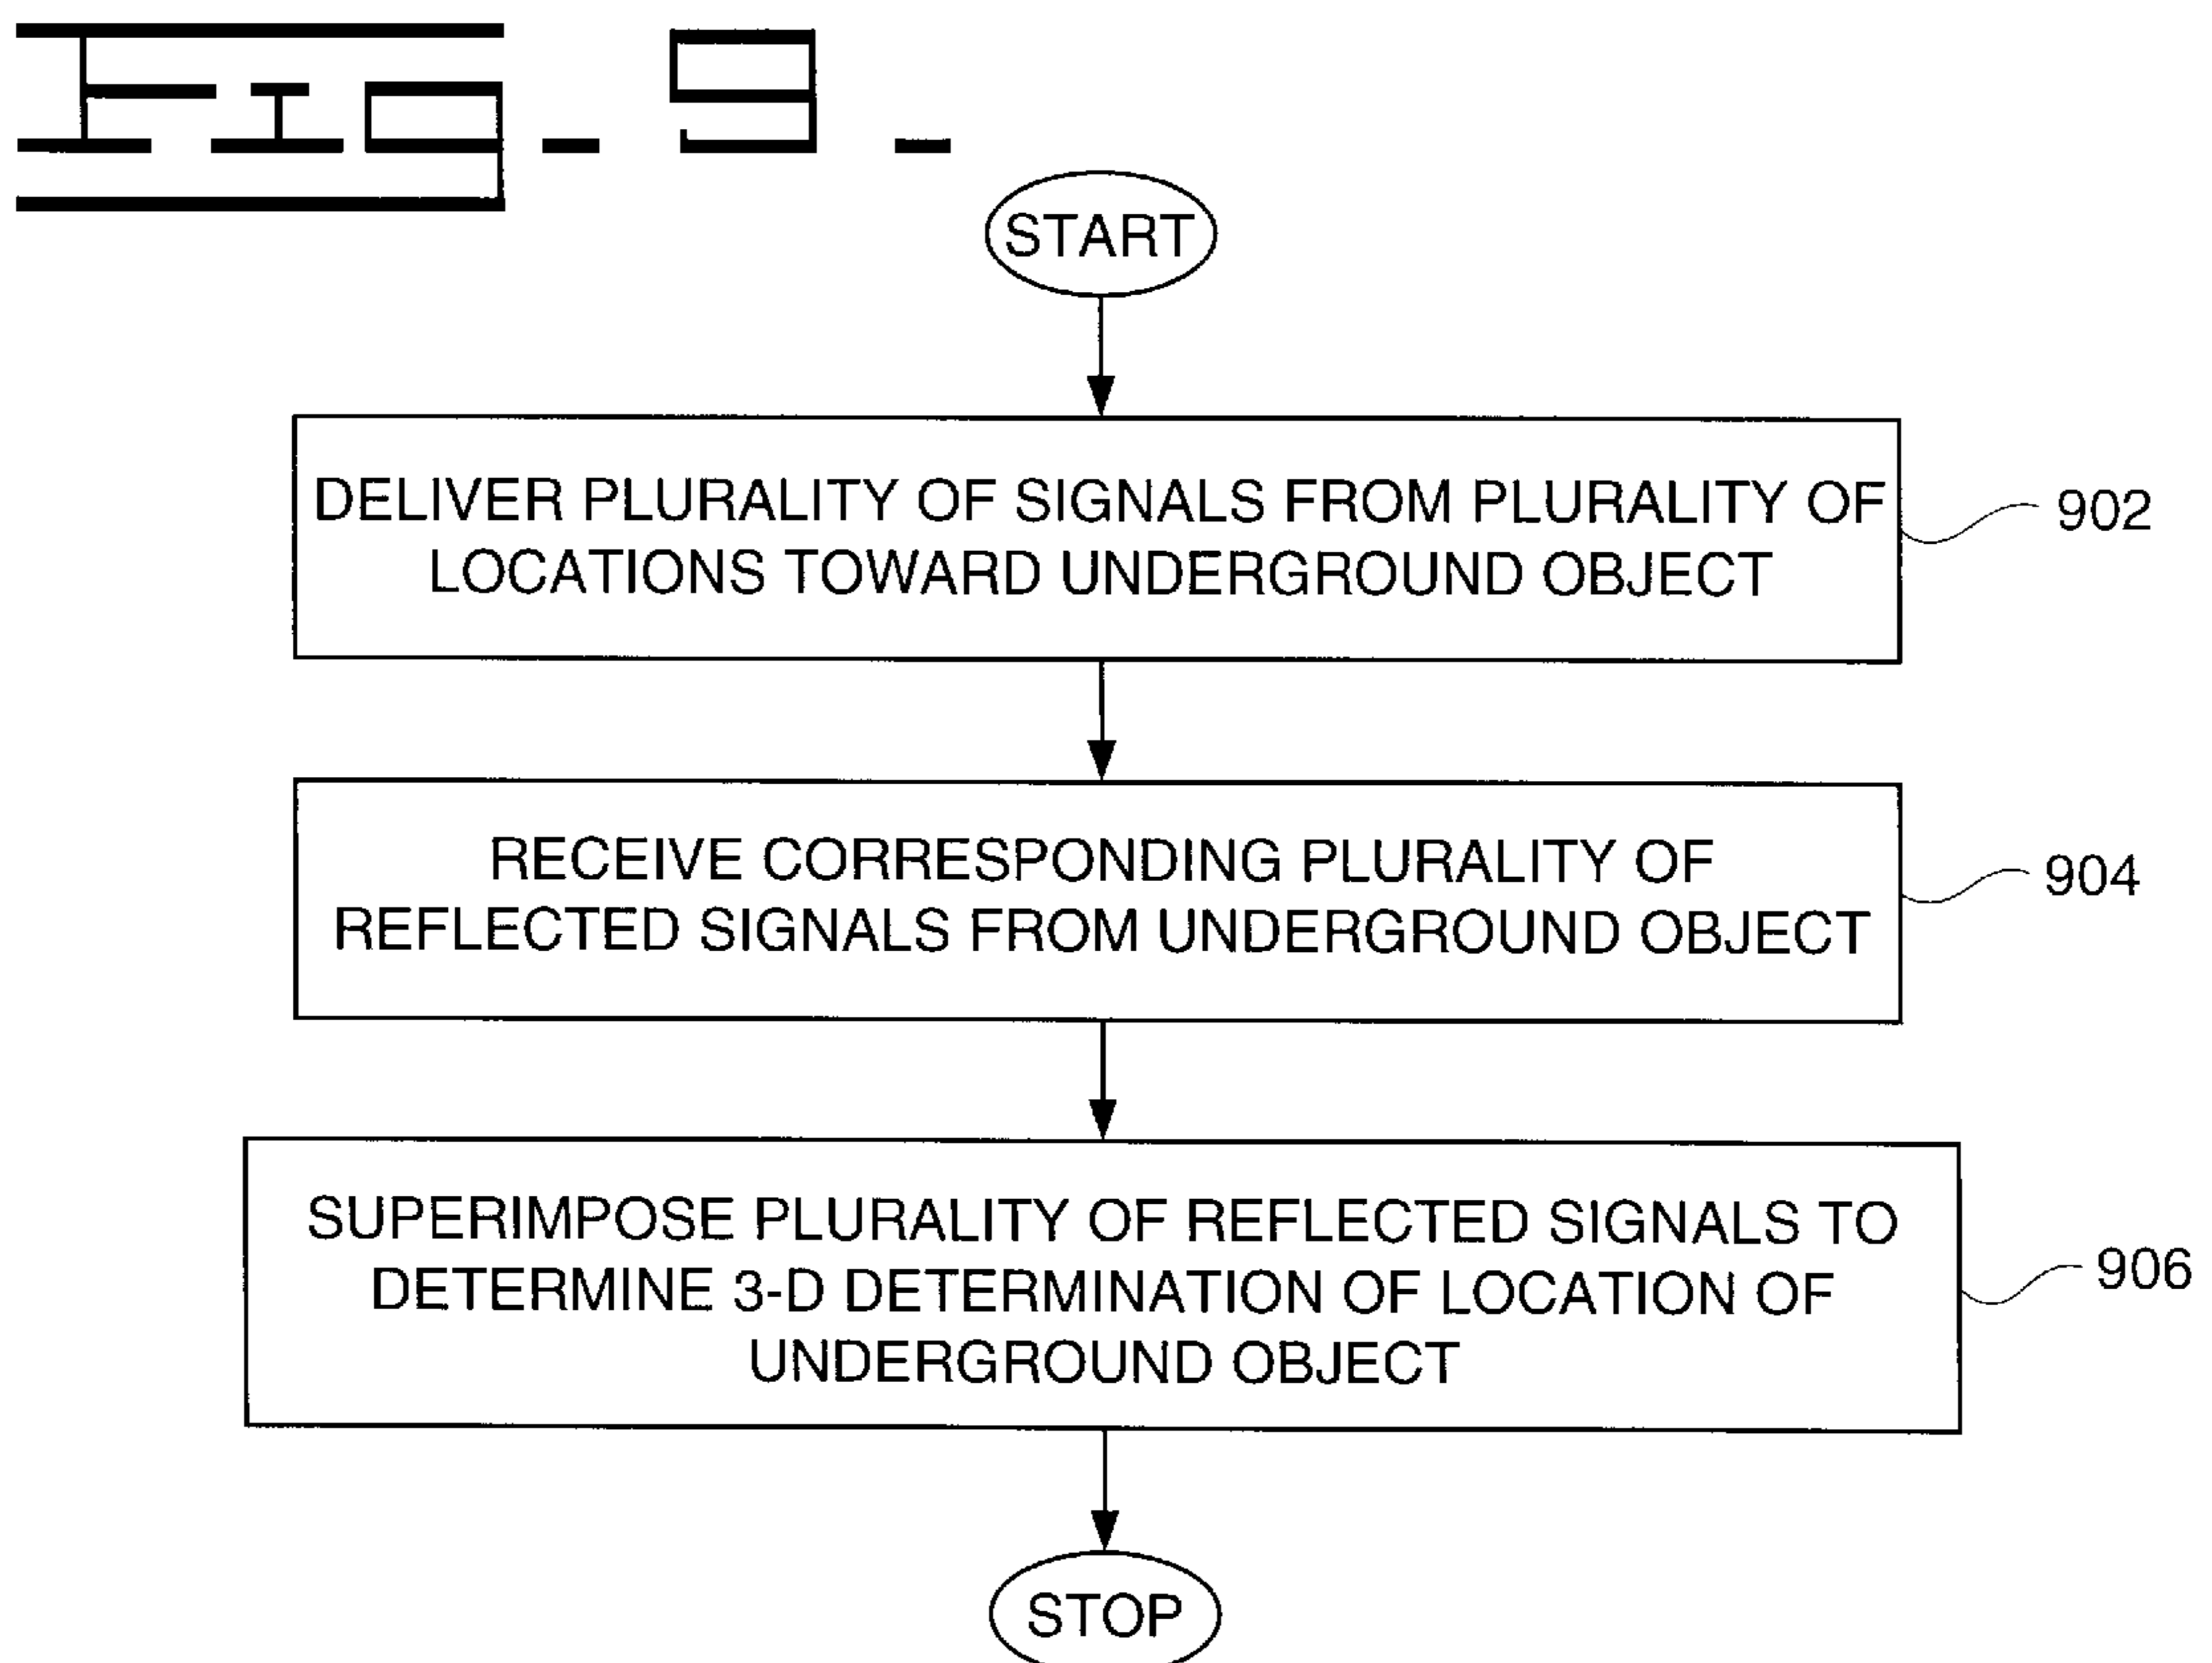 FIG. 9.
START
DELIVER PLURALITY OF SIGNALS FROM PLURALITY OF
LOCATIONS TOWARD UNDERGROUND OBJECT
902
RECEIVE CORRESPONDING PLURALITY OF
REFLECTED SIGNALS FROM UNDERGROUND OBJECT
904
SUPERIMPOSE PLURALITY OF REFLECTED SIGNALS TO
DETERMINE 3-D DETERMINATION OF LOCATION OF
UNDERGROUND OBJECT
906
STOP